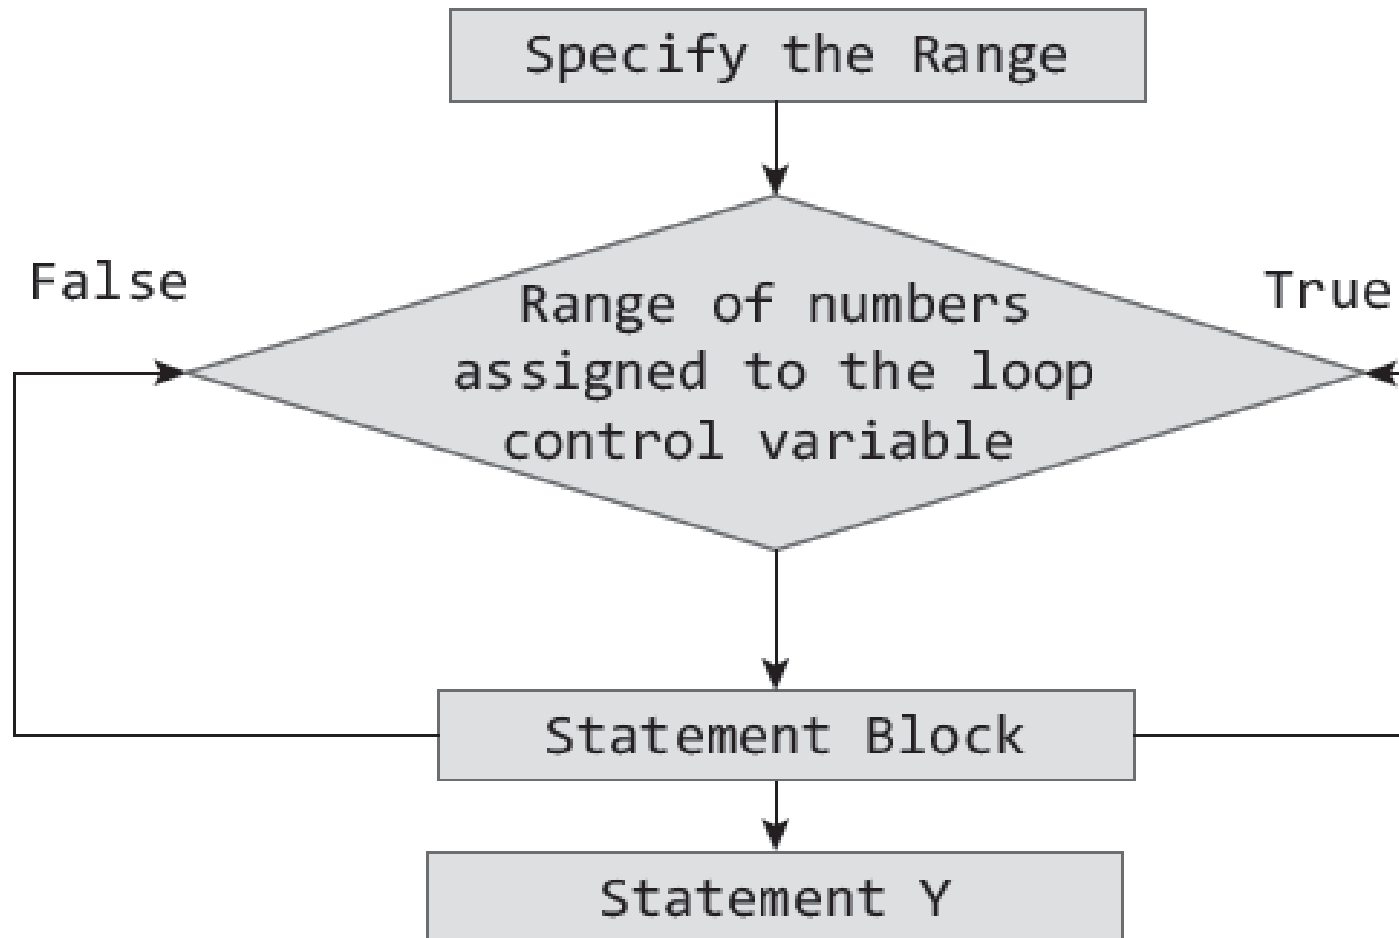 Specify the Range
False
True
Range of numbers
assigned to the loop
control variable
Statement Block
Statement Y